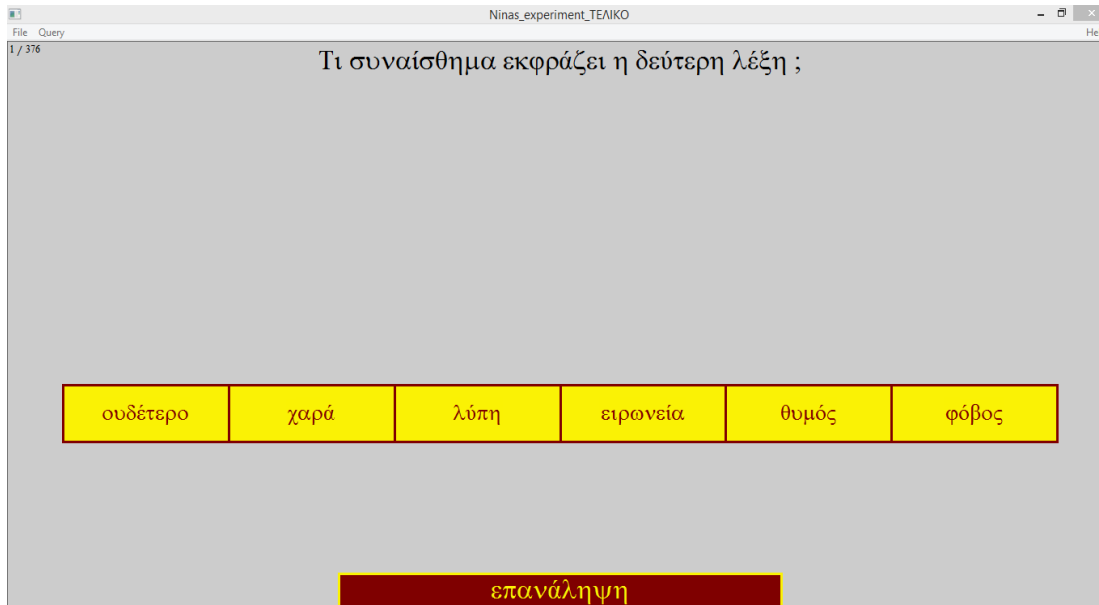 Ninas_experiment_ΤΕΛΙΚΟ
File Query He
1 / 376
Τι συναίσθημα εκφράζει η δεύτερη λέξη ;
ουδέτερο χαρά λύπη ειρωνεία θυμός φόβος
επανάληψη